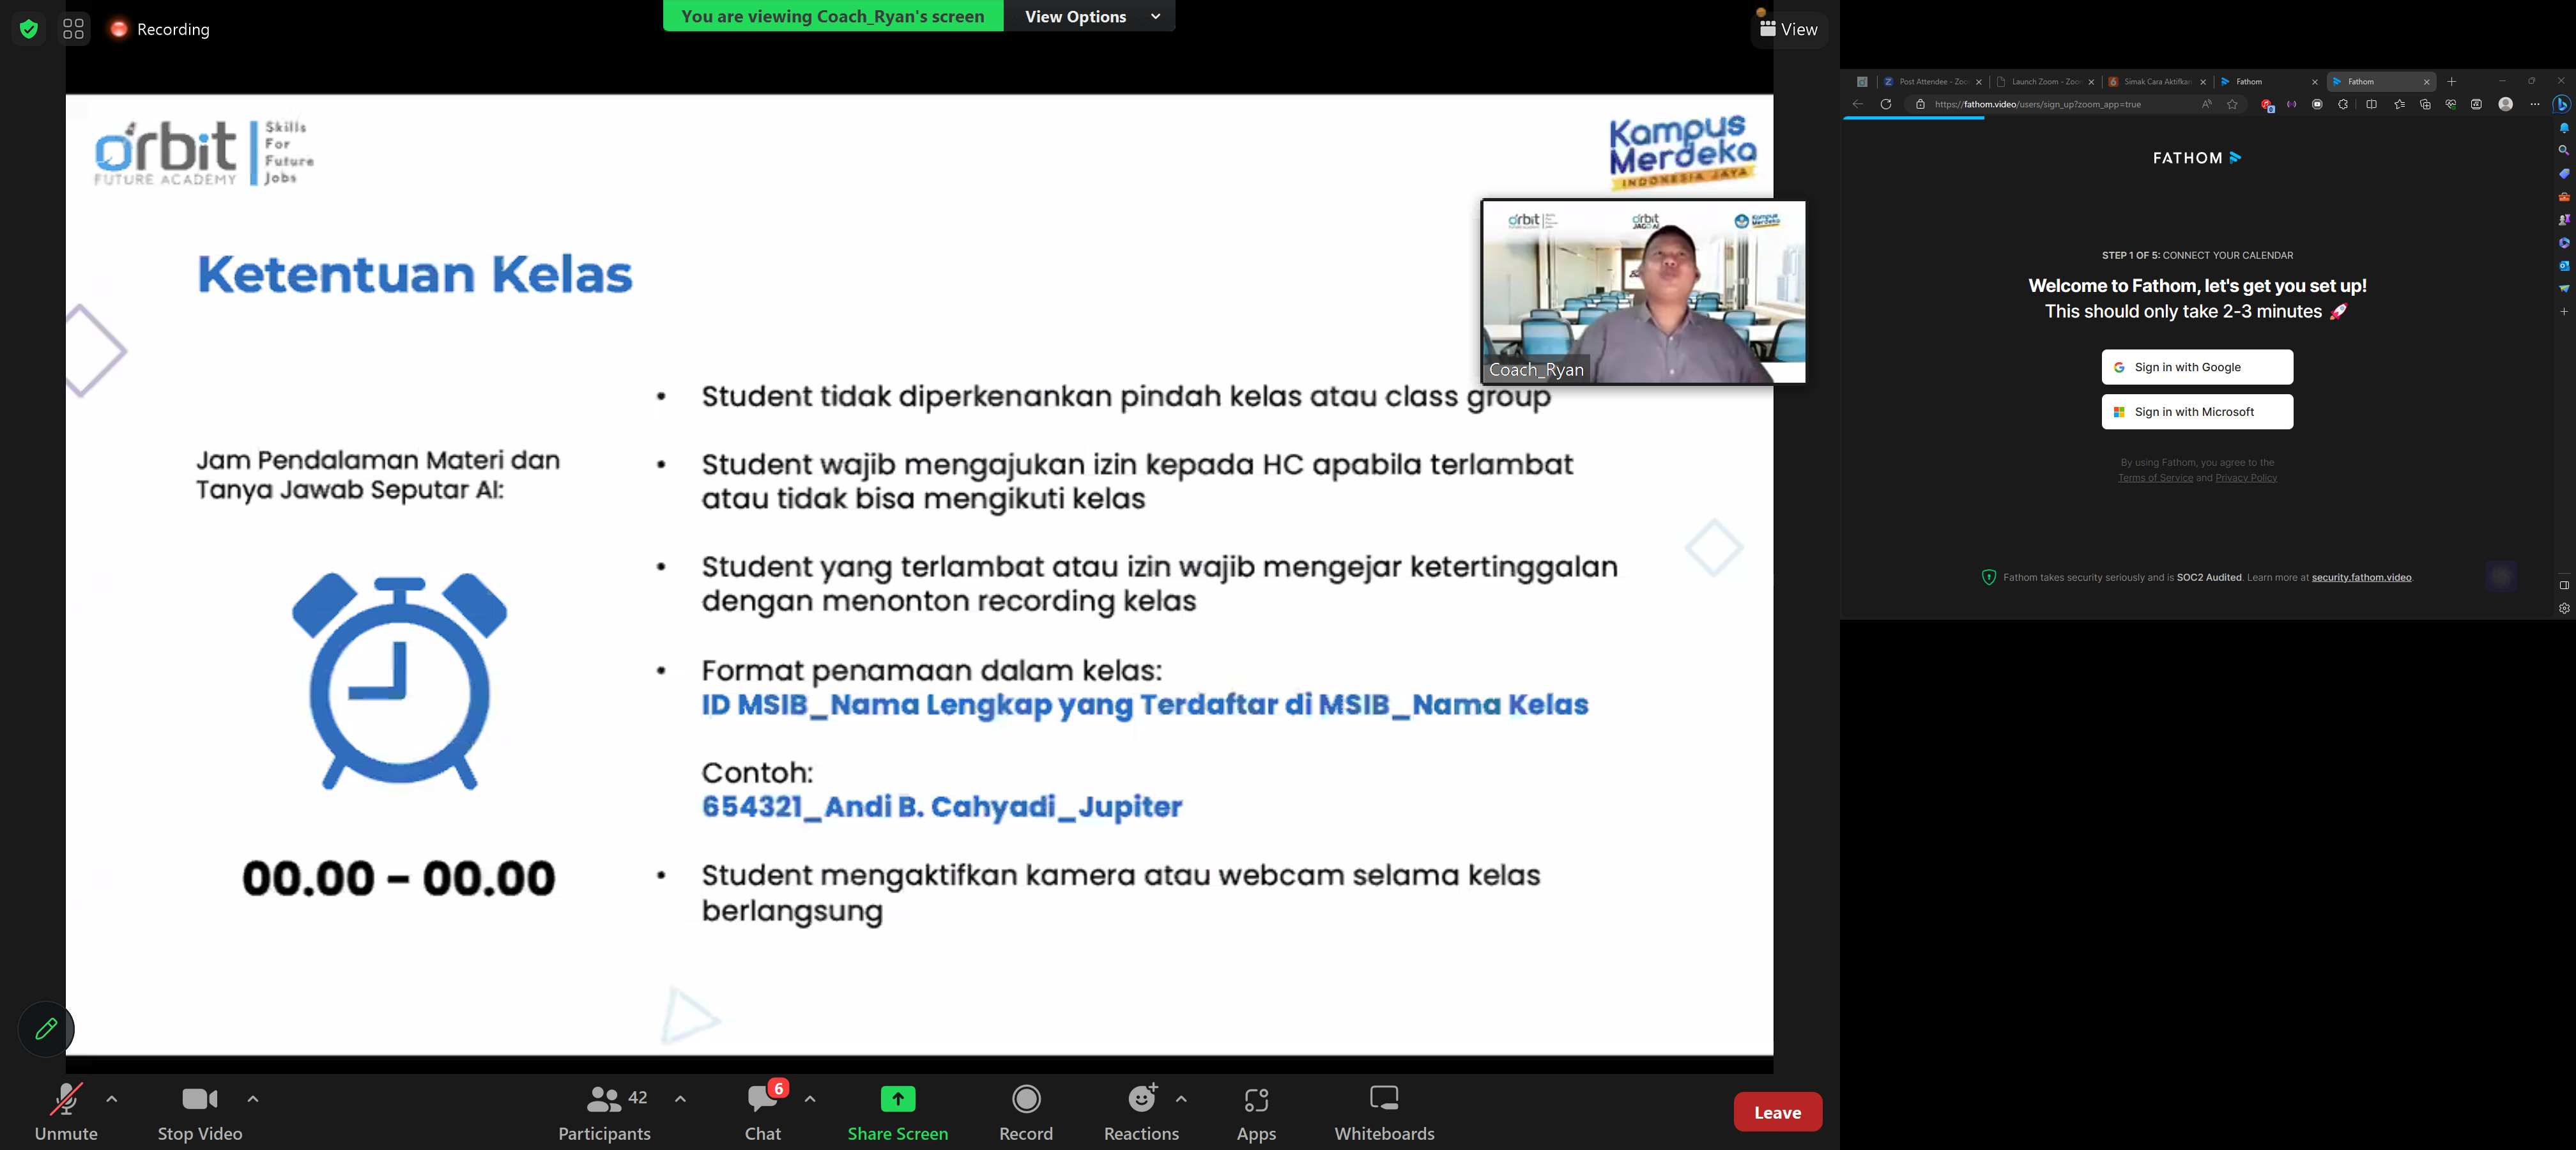 Recording
You are viewing Coach_Ryan's screen
View Options
View
orbit
FUTURE ACADEMY
Skills
For
Future
Jobs
Kampus
Merdeka
INDONESIA JAYA
Ketentuan Kelas
Jam Pendalaman Materi dan
Tanya Jawab Seputar AI:
00.00 - 00.00
• Student tidak diperkenankan pindah kelas atau class group
• Student wajib mengajukan izin kepada HC apabila terlambat
atau tidak bisa mengikuti kelas
• Student yang terlambat atau izin wajib mengejar ketertinggalan
dengan menonton recording kelas
• Format penamaan dalam kelas:
ID MSIB_Nama Lengkap yang Terdaftar di MSIB_Nama Kelas
Contoh:
654321_Andi B. Cahyadi_Jupiter
• Student mengaktifkan kamera atau webcam selama kelas
berlangsung
orbit
orbit
JAGO AI
Kampus
Merdeka
Coach_Ryan
Unmute
Stop Video
42
Participants
6
Chat
Share Screen
Record
Reactions
Apps
Whiteboards
Leave
Post Attendee - Zoo
Launch Zoom - Zoo
Simak Cara Aktifkan
Fathom
Fathom
https://fathom.video/users/sign_up?zoom_app=true
FATHOM
STEP 1 OF 5: CONNECT YOUR CALENDAR
Welcome to Fathom, let's get you set up!
This should only take 2-3 minutes 🚀
Sign in with Google
Sign in with Microsoft
By using Fathom, you agree to the
Terms of Service and Privacy Policy
Fathom takes security seriously and is SOC2 Audited. Learn more at security.fathom.video.